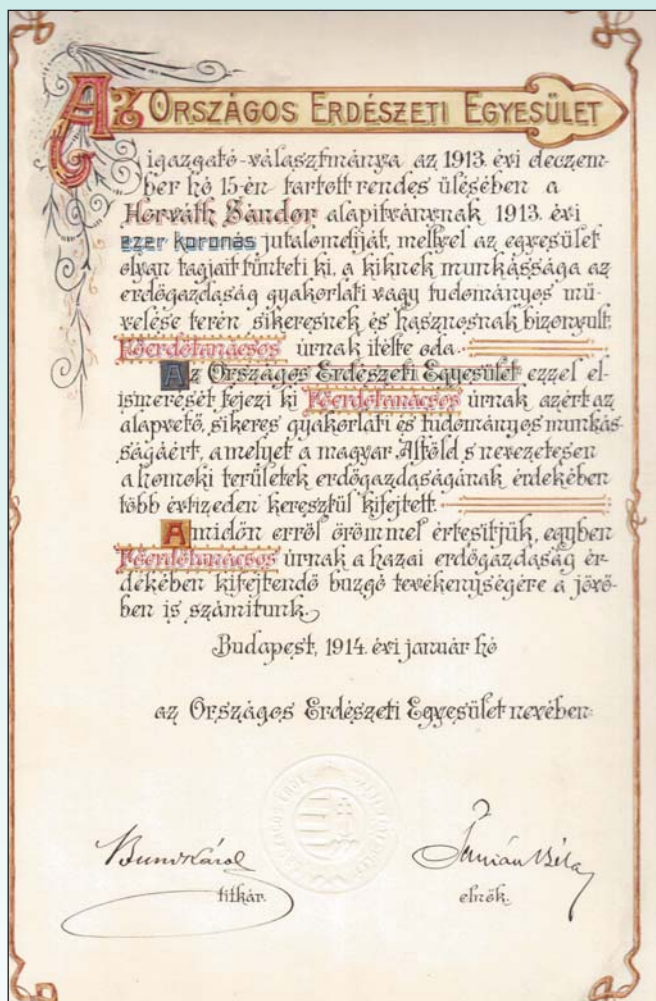 AZ ORSZÁGOS ERDÉSZETI EGYESÜLET
igazgató-választmánya az 1913. évi deczem-
ber hó 15-én tartott rendes ülésében a
Horváth Sándor alapítványnak 1913. évi
ezer koronás jutalomdíját, mellyel az egyesület
olyan tagjait tünteti ki, a kiknek munkássága az
erdőgazdaság gyakorlati vagy tudományos mű-
velése terén sikeresnek és hasznosnak bizonyult,
Főerdőtanácsos úrnak itélte oda.
Az Országos Erdészeti Egyesület ezzel el-
ismerését fejezi ki Főerdőtanácsos úrnak azért az
alapvető, sikeres gyakorlati és tudományos munkás-
ságáért, amelyet a magyar Alföld s nevezetesen
a homoki területek erdőgazdaságának érdekében
több évtizeden keresztül kifejtett.
Amidőn erről örömmel értesítjük, egyben
Főerdőtanácsos úrnak a hazai erdőgazdaság ér-
dekében kifejtendő buzgó tevékenységére a jövő-
ben is számítunk.
Budapest, 1914. évi január hó
az Országos Erdészeti Egyesület nevében:
Bund Károly
titkár.
Béla
elnök.